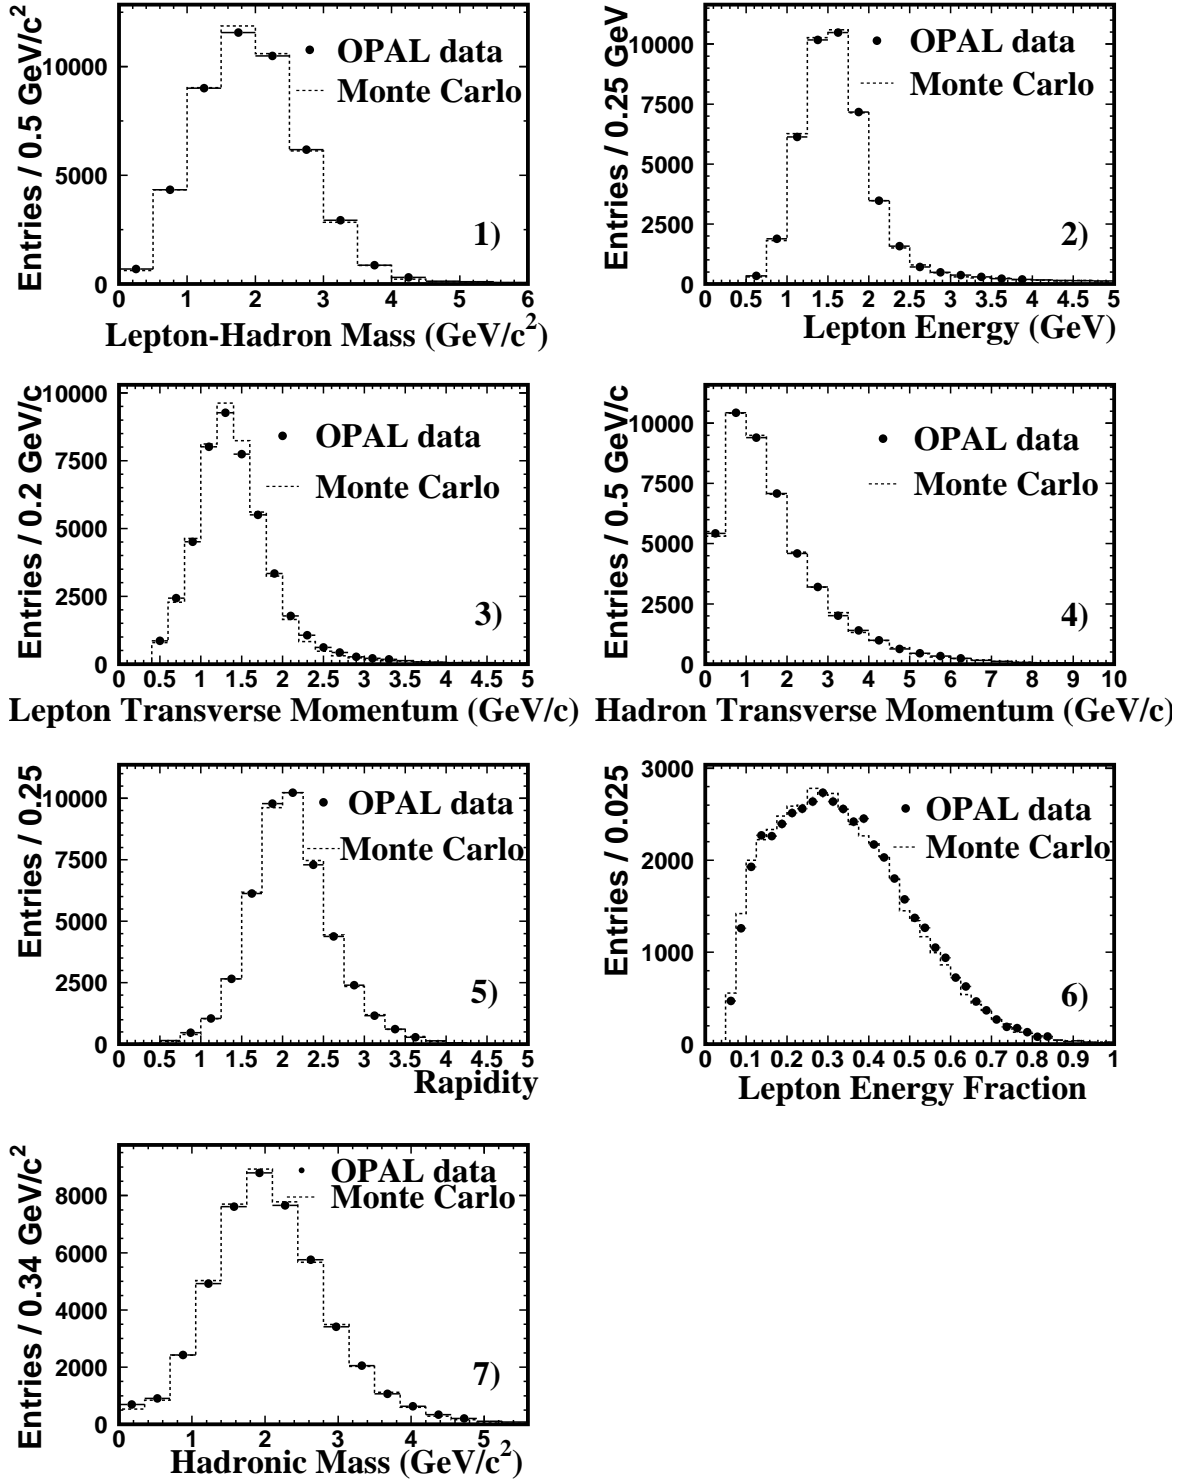 Entries / 0.5 GeV/c2
10000
5000
0
OPAL data
Monte Carlo
1)
0 1 2 3 4 5 6
Lepton-Hadron Mass (GeV/c2)
Entries / 0.25 GeV
10000
7500
5000
2500
0
OPAL data
Monte Carlo
2)
0 0.5 1 1.5 2 2.5 3 3.5 4 4.5 5
Lepton Energy (GeV)
Entries / 0.2 GeV/c
10000
7500
5000
2500
0
OPAL data
Monte Carlo
3)
0 0.5 1 1.5 2 2.5 3 3.5 4 4.5 5
Lepton Transverse Momentum (GeV/c)
Entries / 0.5 GeV/c
10000
7500
5000
2500
0
OPAL data
Monte Carlo
4)
0 1 2 3 4 5 6 7 8 9 10
Hadron Transverse Momentum (GeV/c)
Entries / 0.25
10000
7500
5000
2500
0
OPAL data
Monte Carlo
5)
0 0.5 1 1.5 2 2.5 3 3.5 4 4.5 5
Rapidity
Entries / 0.025
3000
2000
1000
0
OPAL data
Monte Carlo
6)
0 0.1 0.2 0.3 0.4 0.5 0.6 0.7 0.8 0.9 1
Lepton Energy Fraction
Entries / 0.34 GeV/c2
8000
6000
4000
2000
0
OPAL data
Monte Carlo
7)
0 1 2 3 4 5
Hadronic Mass (GeV/c2)